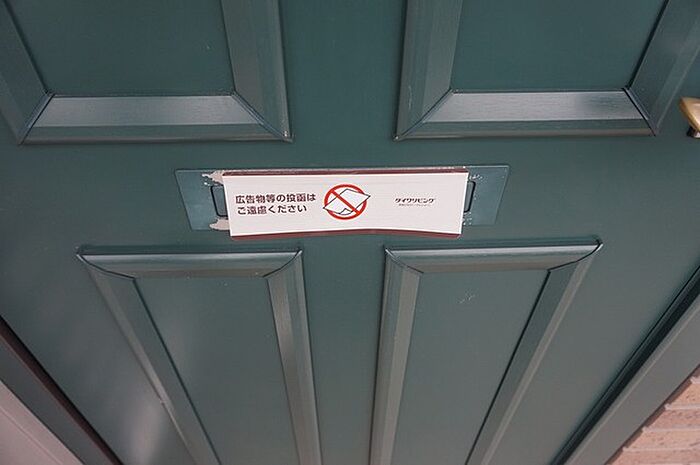 広告物等の投函は
ご遠慮ください
ダイワリビング